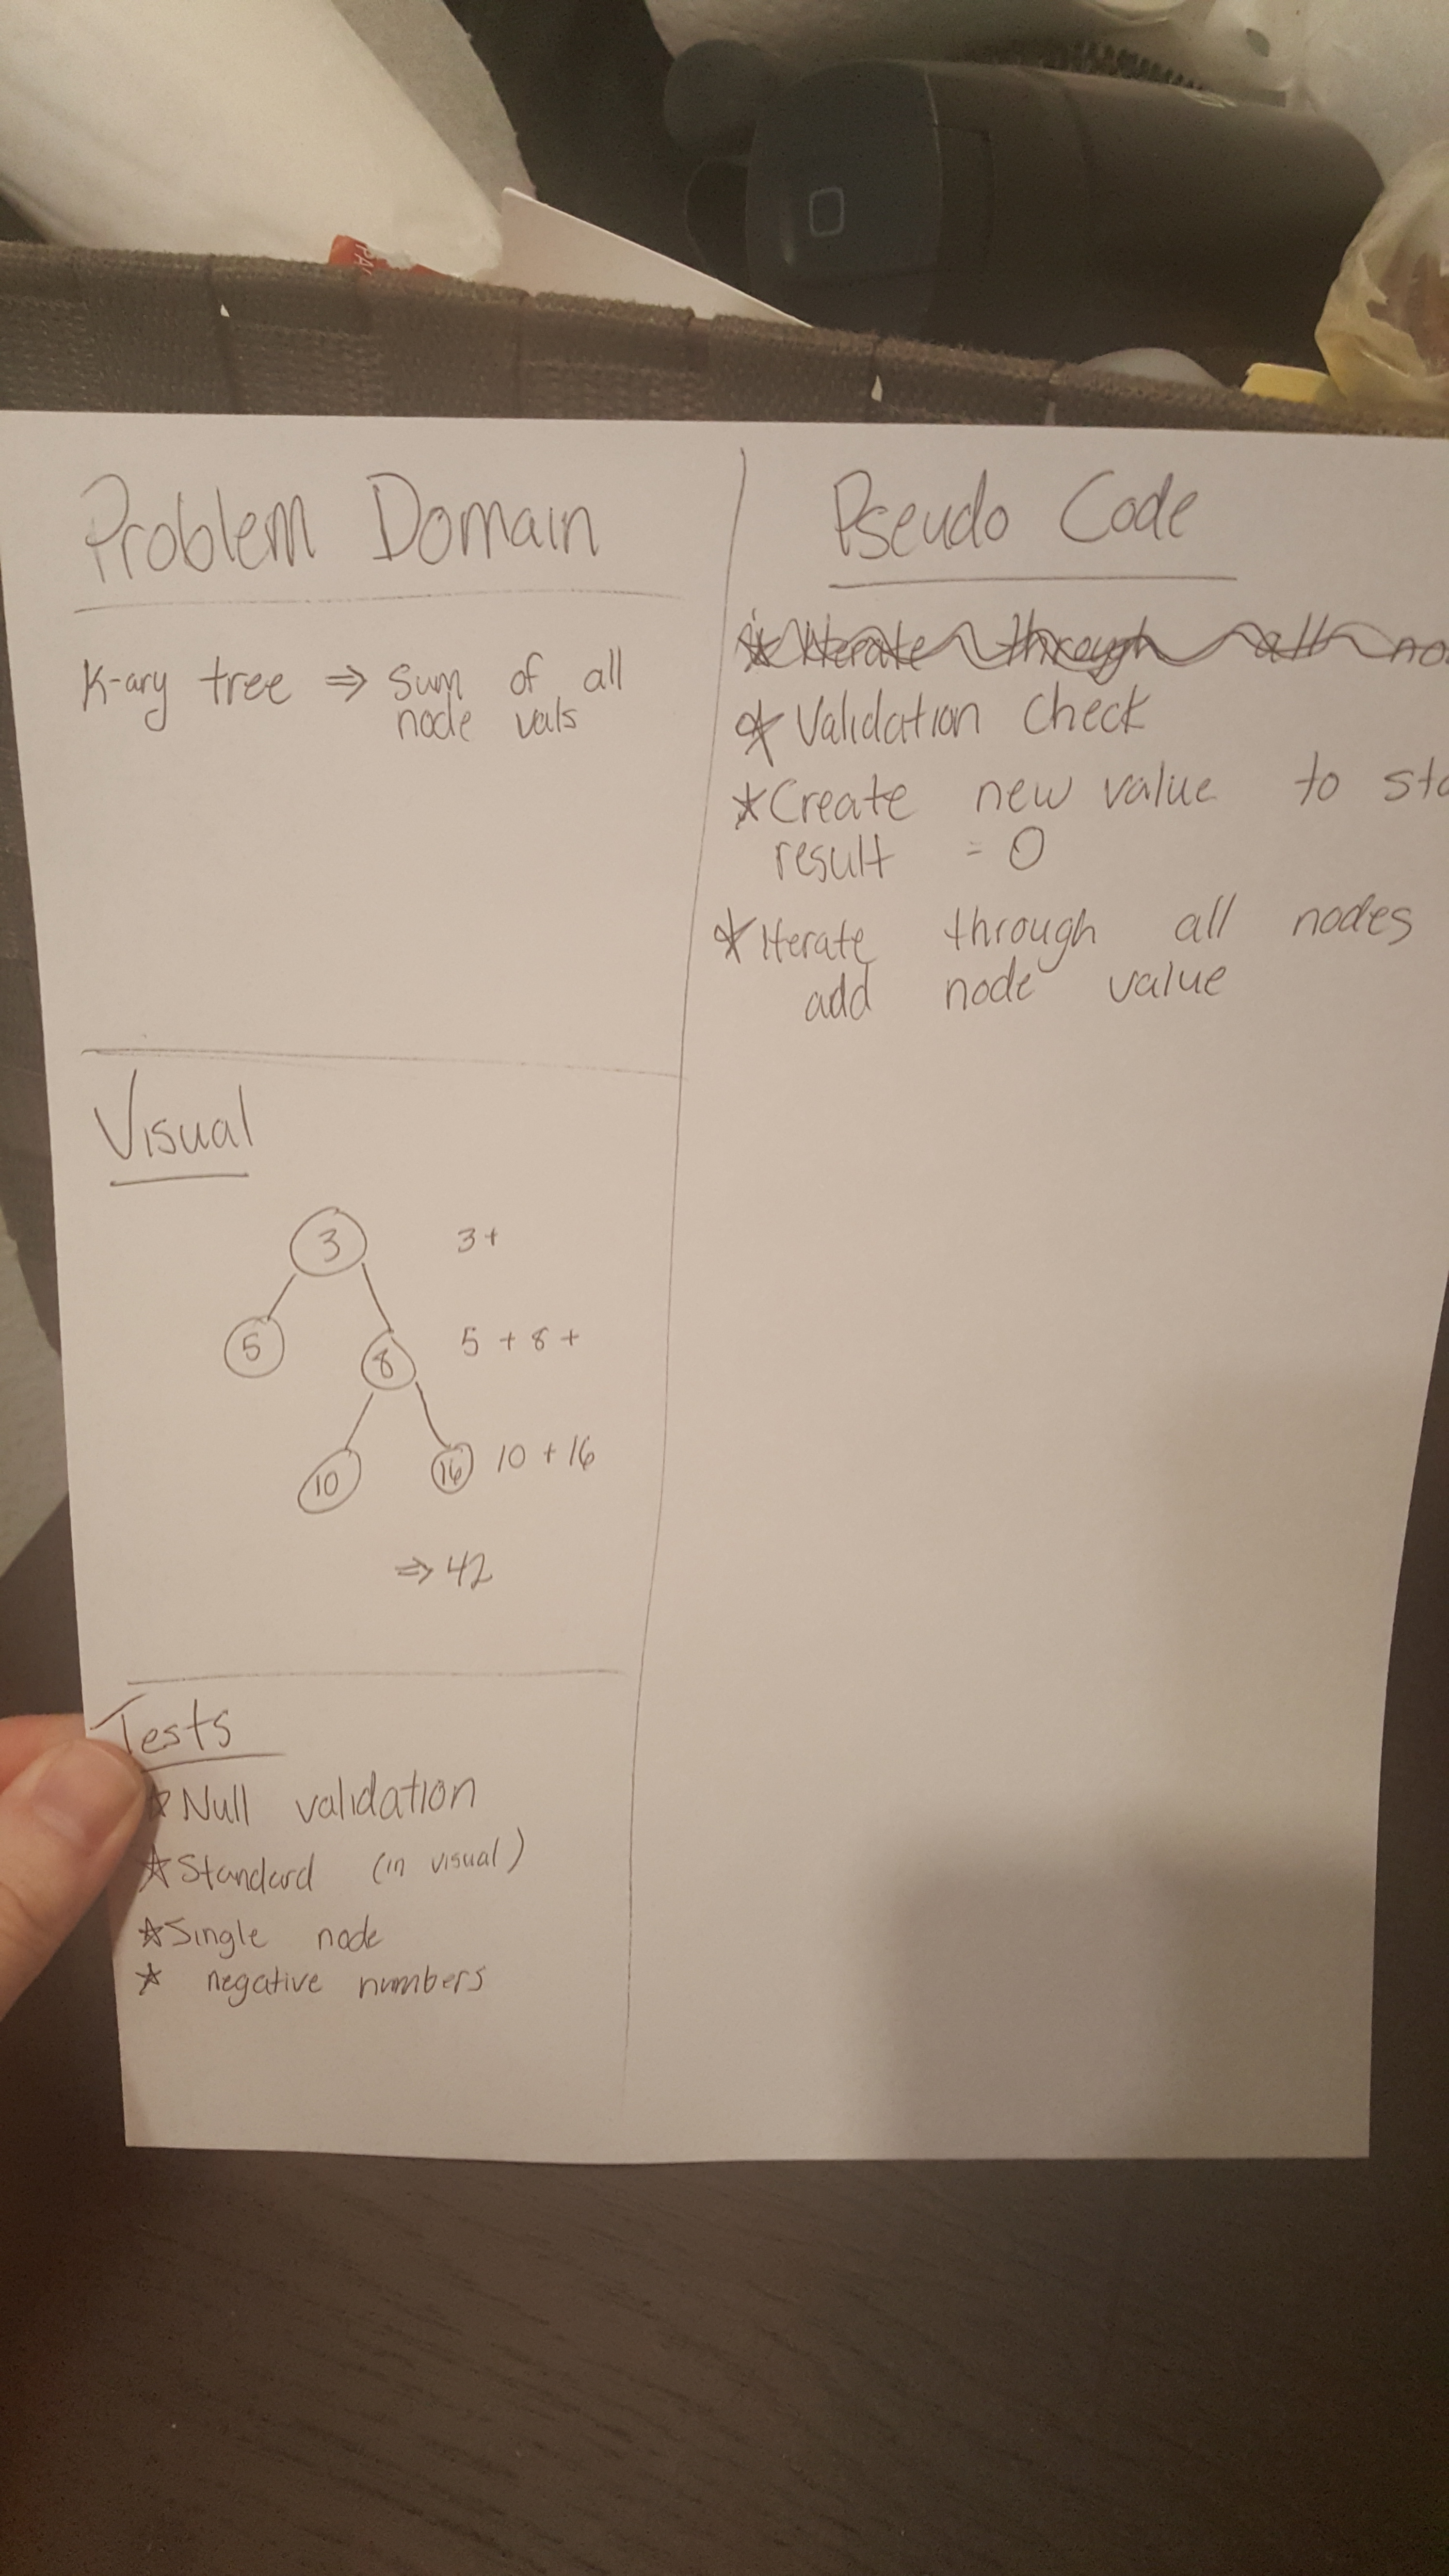 Problem Domain
K-ary tree ⇒ sum of all
node vals
Visual
3
3+
5
8
5 + 8 +
10
16
10 + 16
⇒ 42
Tests
*Null validation
*Standard (in visual)
*Single node
* negative numbers
Pseudo Code
*Iterate through all no
*Validation check
*Create new value to sto
result = 0
*Iterate through all nodes
add node value
PA